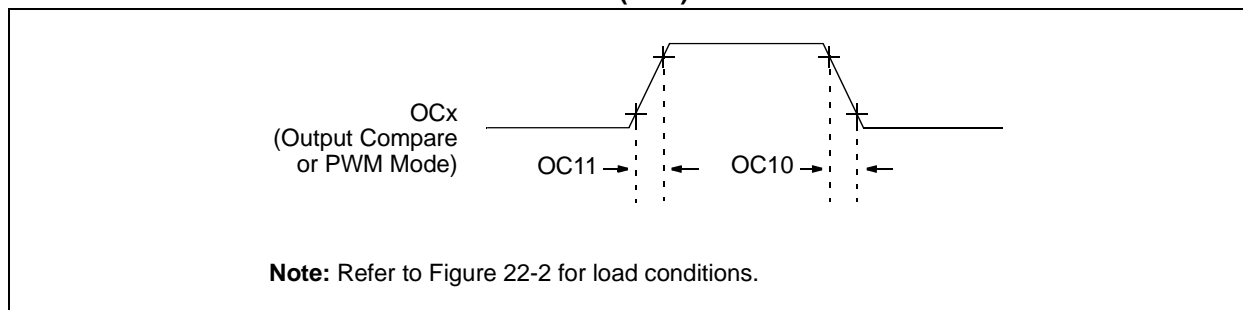 OCx
(Output Compare
or PWM Mode)
OC11
OC10
Note: Refer to Figure 22-2 for load conditions.